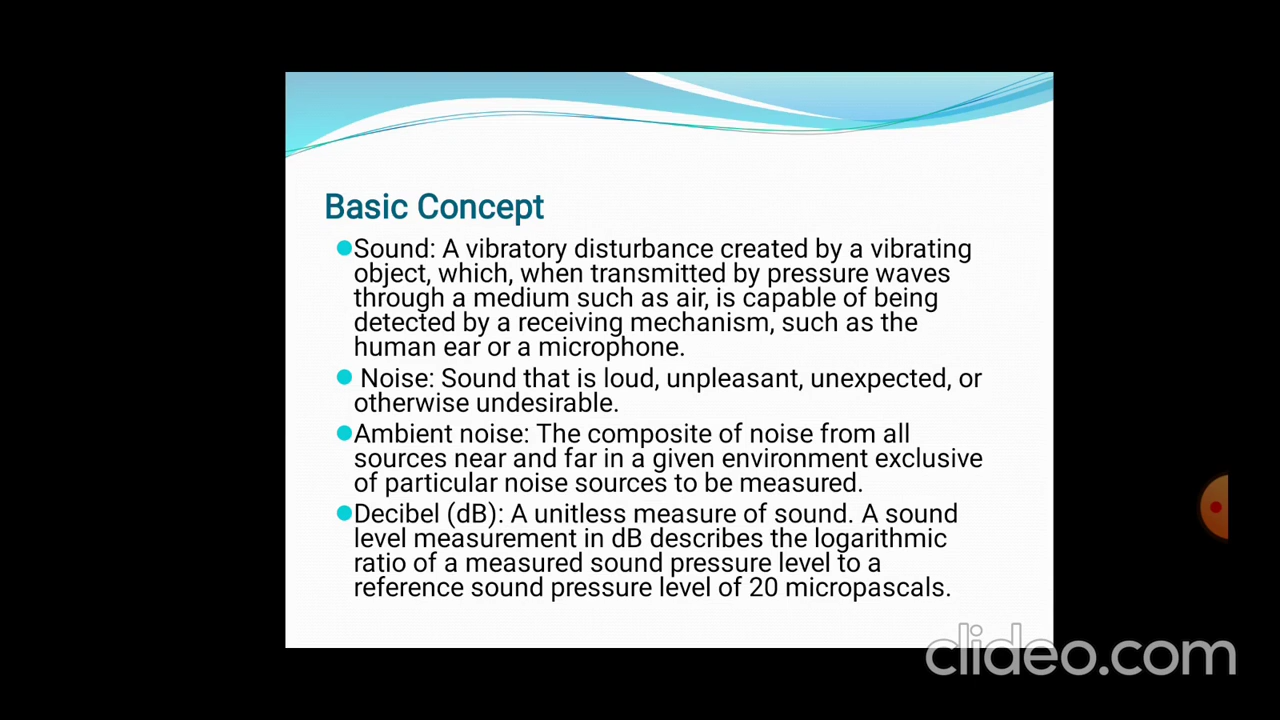 Basic Concept
Sound: A vibratory disturbance created by a vibrating
object, which, when transmitted by pressure waves
through a medium such as air, is capable of being
detected by a receiving mechanism, such as the
human ear or a microphone.
Noise: Sound that is loud, unpleasant, unexpected, or
otherwise undesirable.
Ambient noise: The composite of noise from all
sources near and far in a given environment exclusive
of particular noise sources to be measured.
Decibel (dB): A unitless measure of sound. A sound
level measurement in dB describes the logarithmic
ratio of a measured sound pressure level to a
reference sound pressure level of 20 micropascals.
clideo.com